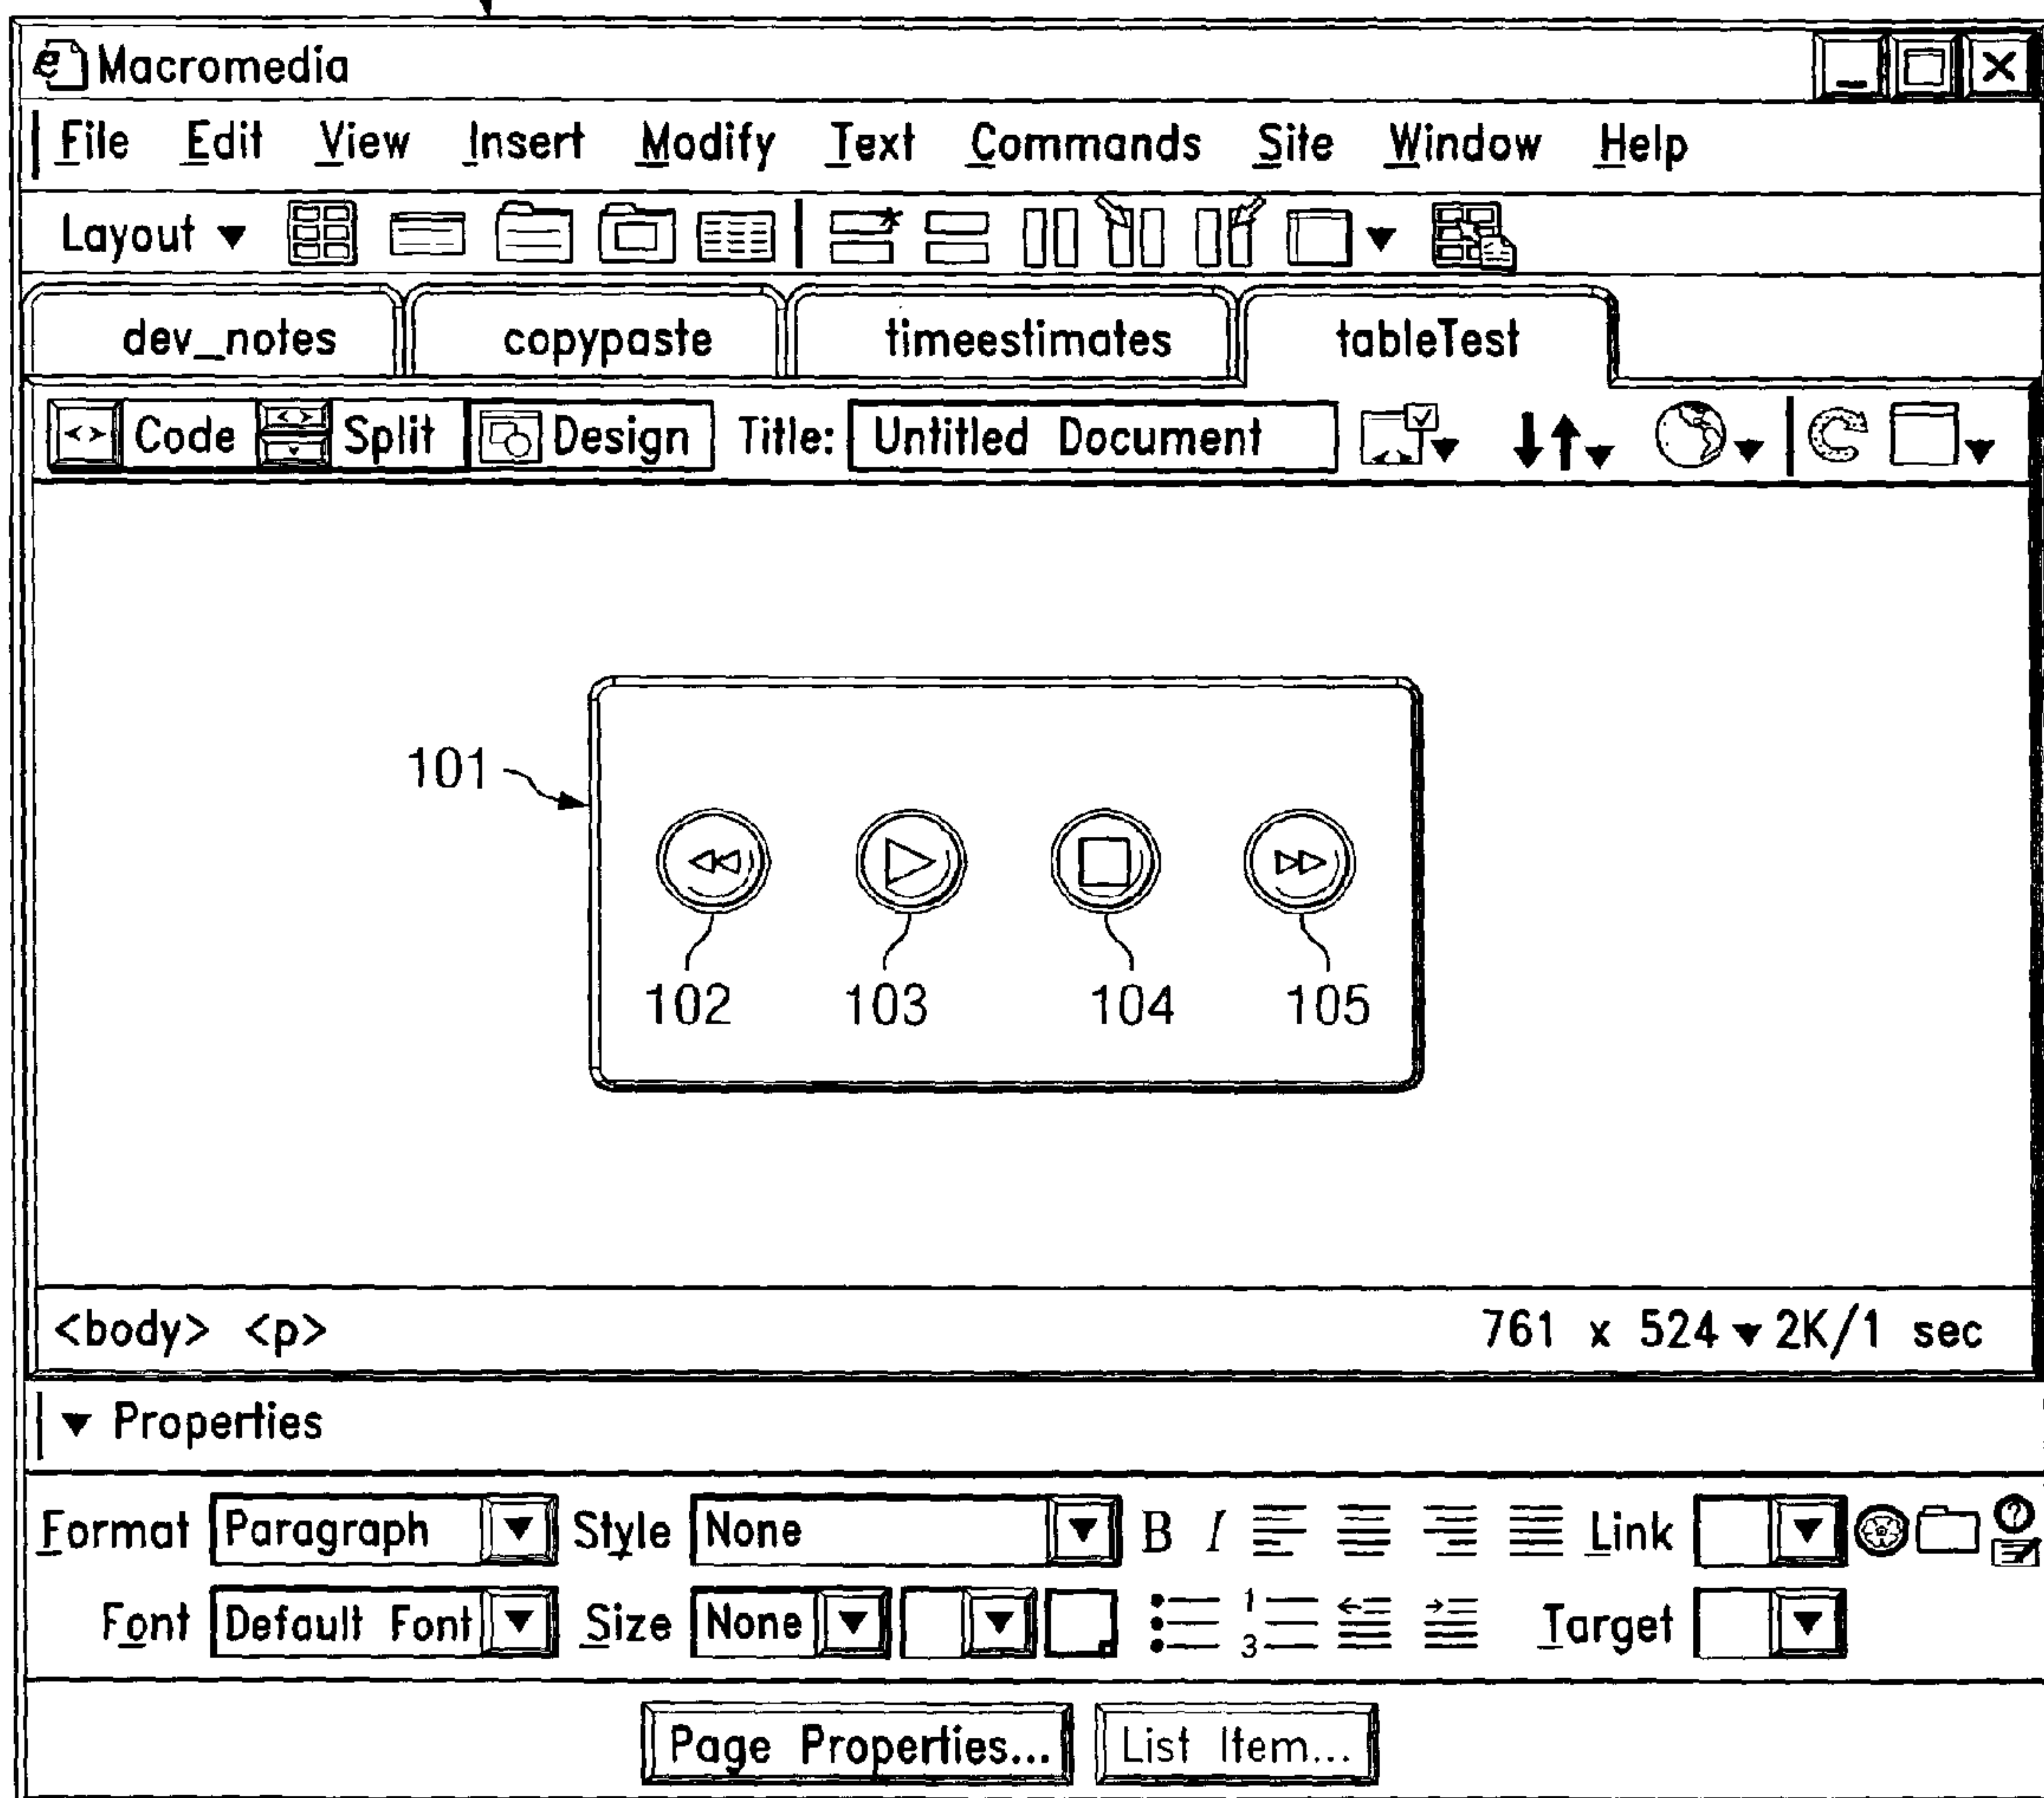 Macromedia
File Edit View Insert Modify Text Commands Site Window Help
Layout
dev_notes copypaste timeestimates tableTest
Code Split Design Title: Untitled Document
101
102 103 104 105
<body> <p> 761 x 524 2K/1 sec
Properties
Format Paragraph Style None B I Link
Font Default Font Size None 1 3 Target
Page Properties... List Item...